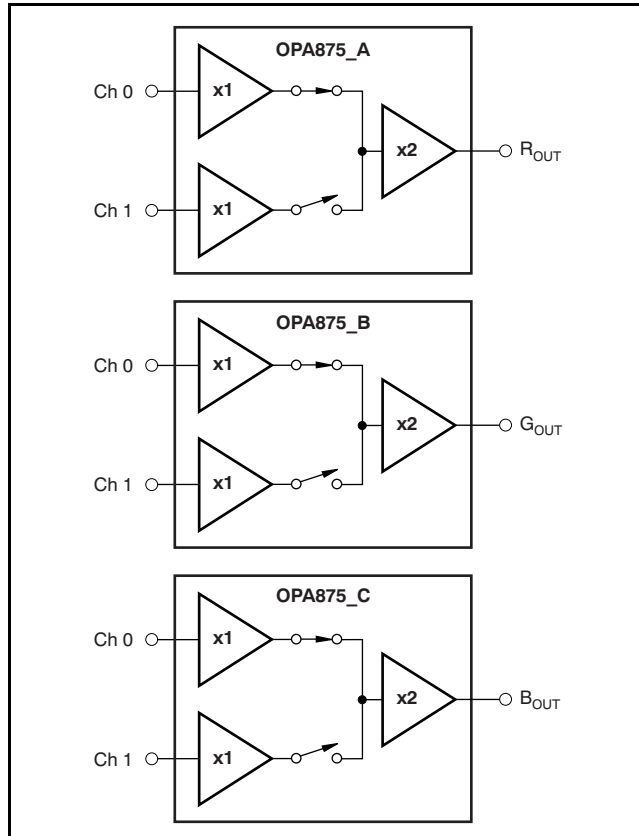 OPA875_A
Ch 0
x1
x2
R_OUT
Ch 1
x1
OPA875_B
Ch 0
x1
x2
G_OUT
Ch 1
x1
OPA875_C
Ch 0
x1
x2
B_OUT
Ch 1
x1